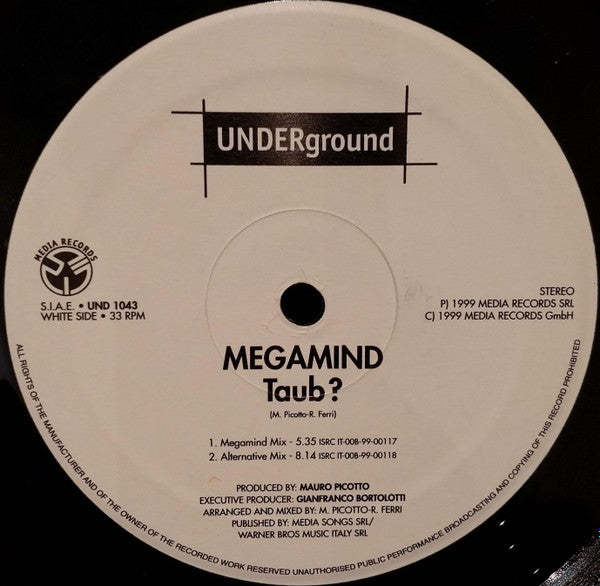 UNDERground
MEDIA RECORDS
S.I.A.E. • UND 1043
WHITE SIDE • 33 RPM
STEREO
P) 1999 MEDIA RECORDS SRL
C) 1999 MEDIA RECORDS GmbH
MEGAMIND
Taub?
(M. Picotto-R. Ferri)
1. Megamind Mix - 5.35 ISRC IT-00B-99-00117
2. Alternative Mix - 8.14 ISRC IT-00B-99-00118
PRODUCED BY: MAURO PICOTTO
EXECUTIVE PRODUCER: GIANFRANCO BORTOLOTTI
ARRANGED AND MIXED BY: M. PICOTTO-R. FERRI
PUBLISHED BY: MEDIA SONGS SRL/
WARNER BROS MUSIC ITALY SRL
ALL RIGHTS OF THE MANUFACTURER AND OF THE OWNER OF THE RECORDED WORK RESERVED UNAUTHORISED PUBLIC PERFORMANCE BROADCASTING AND COPYING OF THIS RECORD PROHIBITED